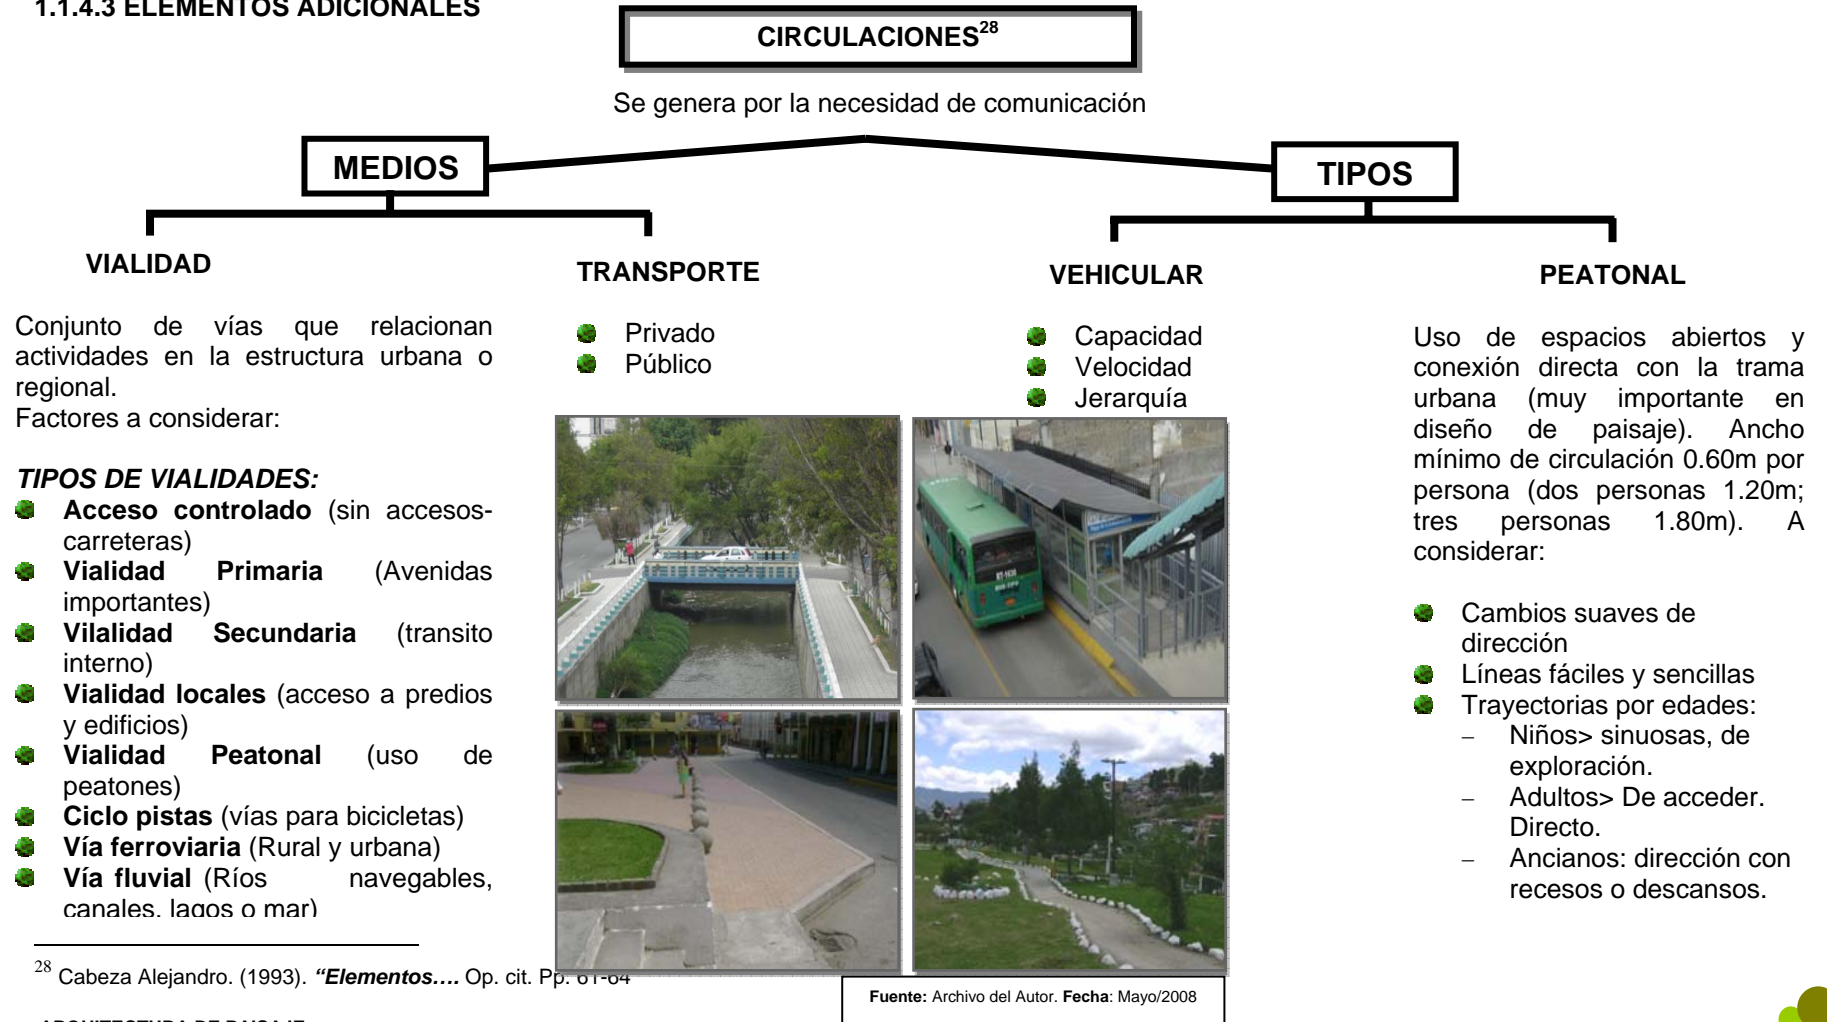 1.1.4.3 ELEMENTOS ADICIONALES
CIRCULACIONES28
Se genera por la necesidad de comunicación
MEDIOS
TIPOS
VIALIDAD
Conjunto de vías que relacionan
actividades en la estructura urbana o
regional.
Factores a considerar:
TIPOS DE VIALIDADES:
Acceso controlado (sin accesos-
carreteras)
Vialidad Primaria (Avenidas
importantes)
Vilalidad Secundaria (transito
interno)
Vialidad locales (acceso a predios
y edificios)
Vialidad Peatonal (uso de
peatones)
Ciclo pistas (vías para bicicletas)
Vía ferroviaria (Rural y urbana)
Vía fluvial (Ríos navegables,
canales, lagos o mar)
TRANSPORTE
Privado
Público
VEHICULAR
Capacidad
Velocidad
Jerarquía
PEATONAL
Uso de espacios abiertos y
conexión directa con la trama
urbana (muy importante en
diseño de paisaje). Ancho
mínimo de circulación 0.60m por
persona (dos personas 1.20m;
tres personas 1.80m). A
considerar:
Cambios suaves de
dirección
Líneas fáciles y sencillas
Trayectorias por edades:
– Niños> sinuosas, de
exploración.
– Adultos> De acceder.
Directo.
– Ancianos: dirección con
recesos o descansos.
28 Cabeza Alejandro. (1993). “Elementos…. Op. cit. Pp. 61-64
Fuente: Archivo del Autor. Fecha: Mayo/2008
ARQUITECTURA DE PAISAJE